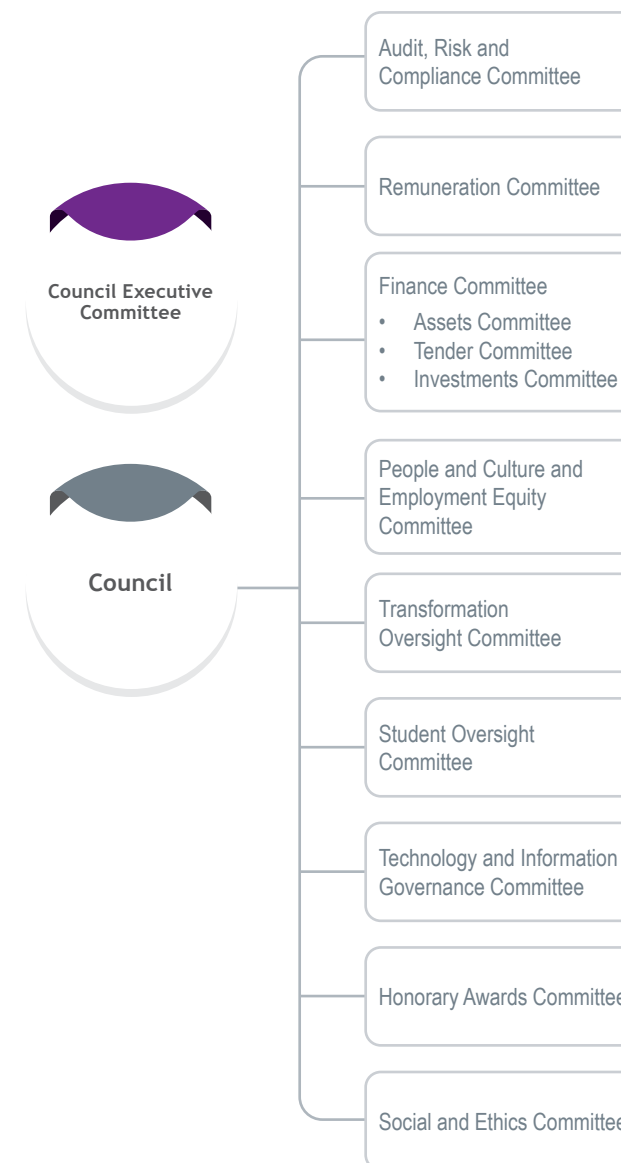 Council Executive
Committee
Council
Audit, Risk and
Compliance Committee
Remuneration Committee
Finance Committee
• Assets Committee
• Tender Committee
• Investments Committee
People and Culture and
Employment Equity
Committee
Transformation
Oversight Committee
Student Oversight
Committee
Technology and Information
Governance Committee
Honorary Awards Committee
Social and Ethics Committee